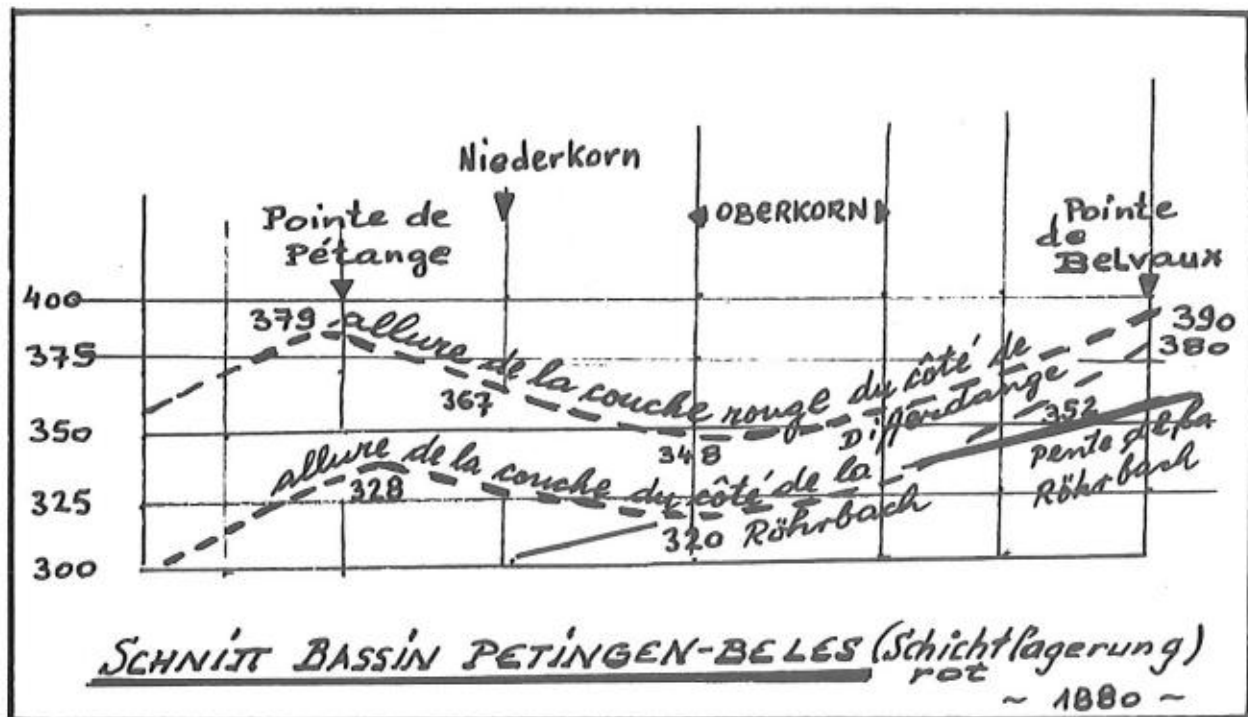 Niederkorn
Pointe de
Pétange
OBERKORN
Pointe
de
Belvaux
400
379
allure de la couche rouge du côté de
Differdange
390
380
375
367
352
350
348
allure de la couche du côté de la
Röhrbach
Pente de la
Röhrbach
328
325
320
300
SCHNITT BASSIN PETINGEN-BELES (Schichtlagerung)
rot
~ 1880 ~